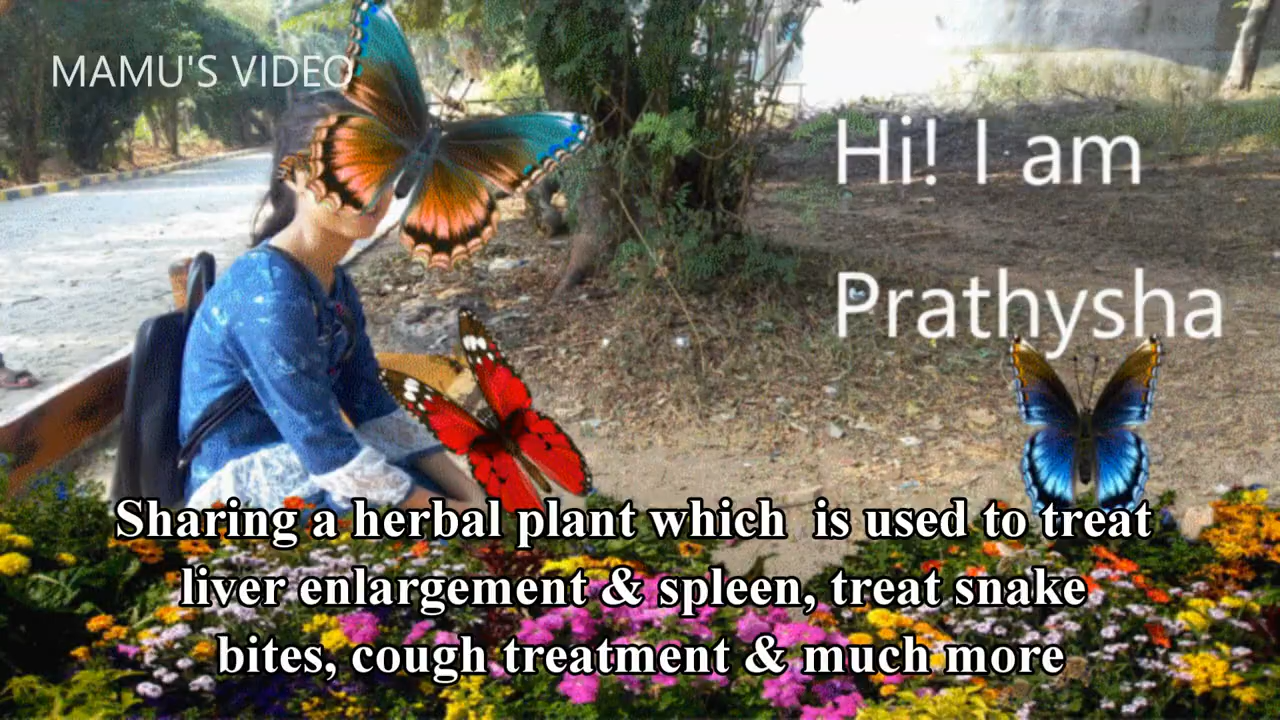 MAMU'S VIDEO
Hi! I am
Prathysha
Sharing a herbal plant which  is used to treat
liver enlargement & spleen, treat snake
bites, cough treatment & much more